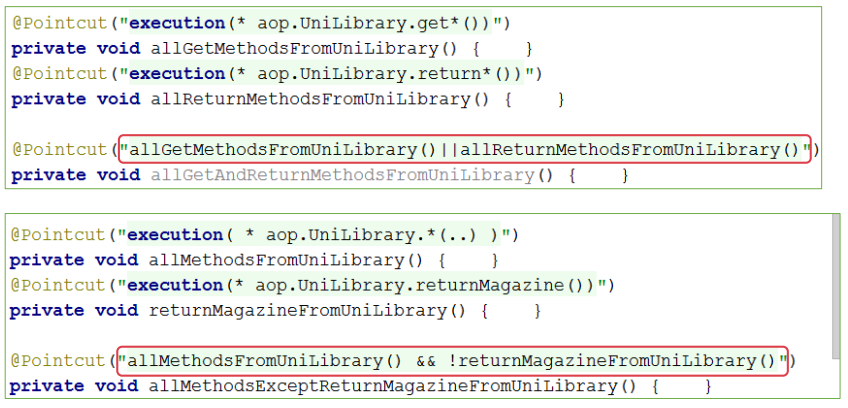 @Pointcut("execution(* aop.UniLibrary.get*())")
private void allGetMethodsFromUniLibrary() {    }
@Pointcut("execution(* aop.UniLibrary.return*())")
private void allReturnMethodsFromUniLibrary() {    }
@Pointcut("allGetMethodsFromUniLibrary()||allReturnMethodsFromUniLibrary()")
private void allGetAndReturnMethodsFromUniLibrary() {    }
@Pointcut("execution( * aop.UniLibrary.*(..) )")
private void allMethodsFromUniLibrary() {    }
@Pointcut("execution(* aop.UniLibrary.returnMagazine())")
private void returnMagazineFromUniLibrary() {    }
@Pointcut("allMethodsFromUniLibrary() && !returnMagazineFromUniLibrary()")
private void allMethodsExceptReturnMagazineFromUniLibrary() {    }